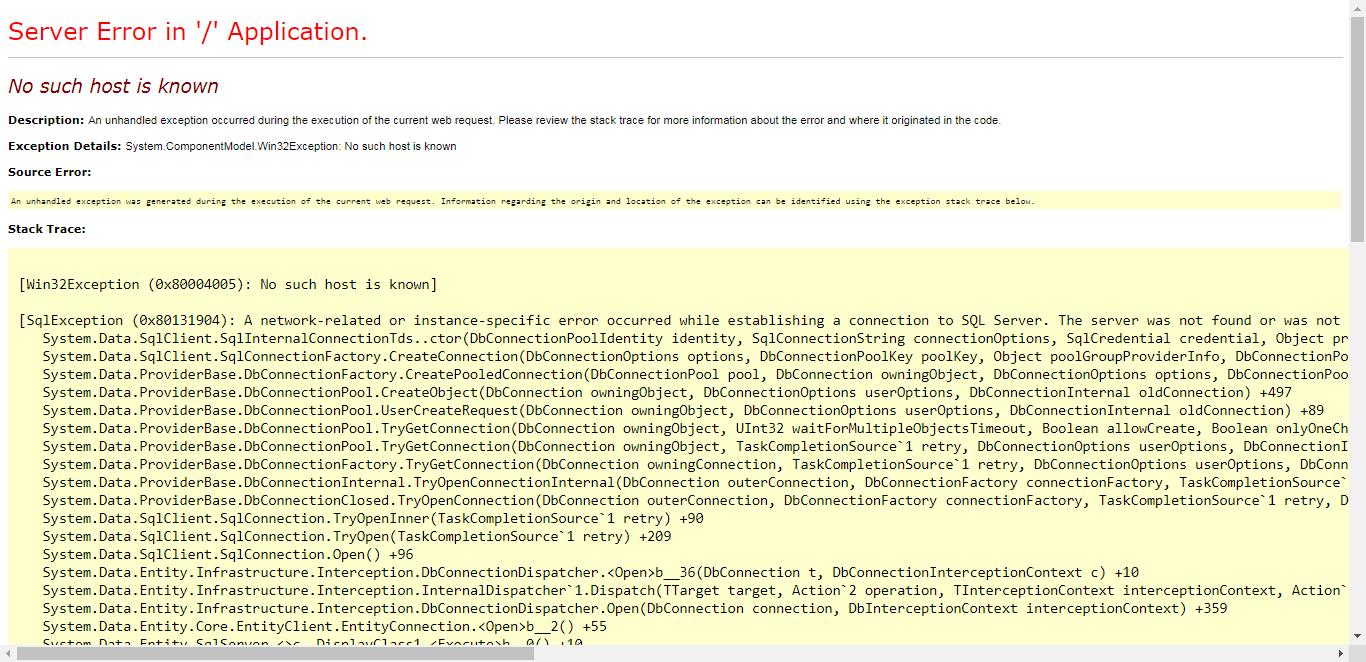 Server Error in '/' Application.
No such host is known
Description: An unhandled exception occurred during the execution of the current web request. Please review the stack trace for more information about the error and where it originated in the code.
Exception Details: System.ComponentModel.Win32Exception: No such host is known
Source Error:
An unhandled exception was generated during the execution of the current web request. Information regarding the origin and location of the exception can be identified using the exception stack trace below.
Stack Trace:
[Win32Exception (0x80004005): No such host is known]
[SqlException (0x80131904): A network-related or instance-specific error occurred while establishing a connection to SQL Server. The server was not found or was not
System.Data.SqlClient.SqlInternalConnectionTds..ctor(DbConnectionPoolIdentity identity, SqlConnectionString connectionOptions, SqlCredential credential, Object pr
System.Data.SqlClient.SqlConnectionFactory.CreateConnection(DbConnectionOptions options, DbConnectionPoolKey poolKey, Object poolGroupProviderInfo, DbConnectionPo
System.Data.ProviderBase.DbConnectionFactory.CreatePooledConnection(DbConnectionPool pool, DbConnection owningObject, DbConnectionOptions options, DbConnectionPoo
System.Data.ProviderBase.DbConnectionPool.CreateObject(DbConnection owningObject, DbConnectionOptions userOptions, DbConnectionInternal oldConnection) +497
System.Data.ProviderBase.DbConnectionPool.UserCreateRequest(DbConnection owningObject, DbConnectionOptions userOptions, DbConnectionInternal oldConnection) +89
System.Data.ProviderBase.DbConnectionPool.TryGetConnection(DbConnection owningObject, UInt32 waitForMultipleObjectsTimeout, Boolean allowCreate, Boolean onlyOneCh
System.Data.ProviderBase.DbConnectionPool.TryGetConnection(DbConnection owningObject, TaskCompletionSource`1 retry, DbConnectionOptions userOptions, DbConnectionI
System.Data.ProviderBase.DbConnectionFactory.TryGetConnection(DbConnection owningConnection, TaskCompletionSource`1 retry, DbConnectionOptions userOptions, DbConn
System.Data.ProviderBase.DbConnectionInternal.TryOpenConnectionInternal(DbConnection outerConnection, DbConnectionFactory connectionFactory, TaskCompletionSource`
System.Data.ProviderBase.DbConnectionClosed.TryOpenConnection(DbConnection outerConnection, DbConnectionFactory connectionFactory, TaskCompletionSource`1 retry, D
System.Data.SqlClient.SqlConnection.TryOpenInner(TaskCompletionSource`1 retry) +90
System.Data.SqlClient.SqlConnection.TryOpen(TaskCompletionSource`1 retry) +209
System.Data.SqlClient.SqlConnection.Open() +96
System.Data.Entity.Infrastructure.Interception.DbConnectionDispatcher.<Open>b__36(DbConnection t, DbConnectionInterceptionContext c) +10
System.Data.Entity.Infrastructure.Interception.InternalDispatcher`1.Dispatch(TTarget target, Action`2 operation, TInterceptionContext interceptionContext, Action`
System.Data.Entity.Infrastructure.Interception.DbConnectionDispatcher.Open(DbConnection connection, DbInterceptionContext interceptionContext) +359
System.Data.Entity.Core.EntityClient.EntityConnection.<Open>b__2() +55
System.Data.Entity.SqlServer.<>c__DisplayClass1.<Execute>b__0() +10